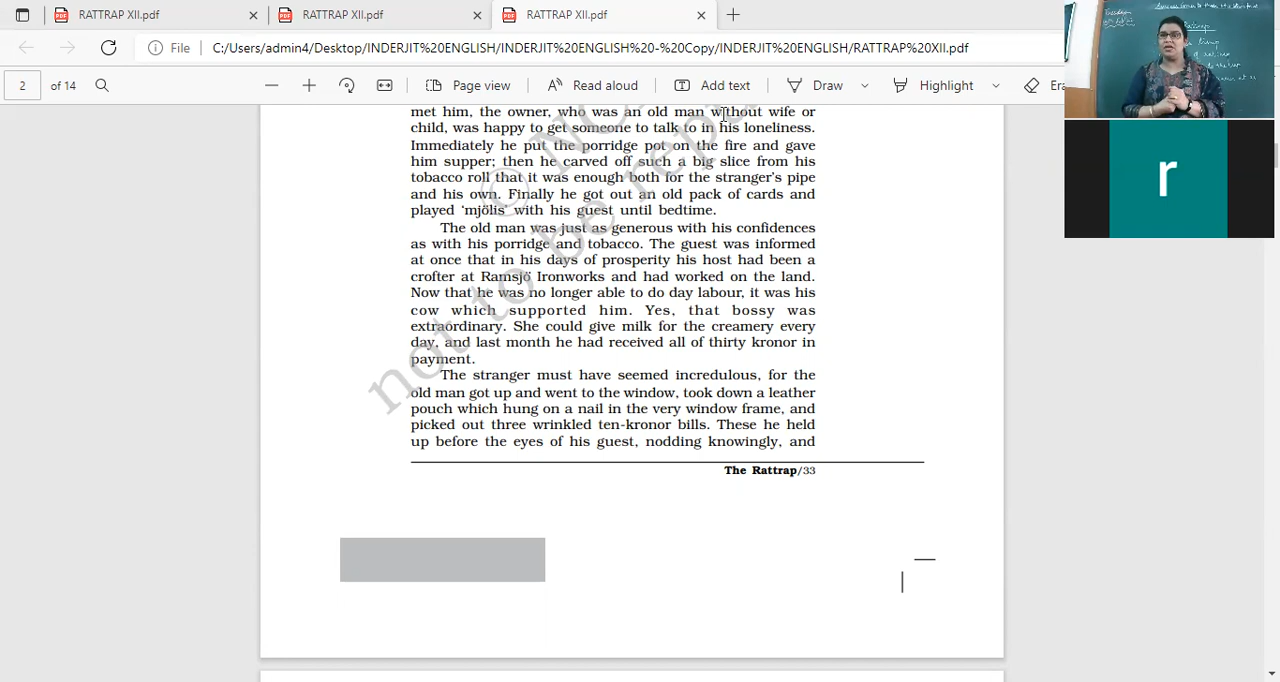 RATTRAP XII.pdf
RATTRAP XII.pdf
RATTRAP XII.pdf
File C:/Users/admin4/Desktop/INDERJIT%20ENGLISH/INDERJIT%20ENGLISH%20-%20Copy/INDERJIT%20ENGLISH/RATTRAP%20XII.pdf
2 of 14 Page view Read aloud Add text Draw Highlight Era
met him, the owner, who was an old man without wife or
child, was happy to get someone to talk to in his loneliness.
Immediately he put the porridge pot on the fire and gave
him supper; then he carved off such a big slice from his
tobacco roll that it was enough both for the stranger's pipe
and his own. Finally he got out an old pack of cards and
played 'mjölis' with his guest until bedtime.
The old man was just as generous with his confidences
as with his porridge and tobacco. The guest was informed
at once that in his days of prosperity his host had been a
crofter at Ramsjö Ironworks and had worked on the land.
Now that he was no longer able to do day labour, it was his
cow which supported him. Yes, that bossy was
extraordinary. She could give milk for the creamery every
day, and last month he had received all of thirty kronor in
payment.
The stranger must have seemed incredulous, for the
old man got up and went to the window, took down a leather
pouch which hung on a nail in the very window frame, and
picked out three wrinkled ten-kronor bills. These he held
up before the eyes of his guest, nodding knowingly, and
The Rattrap/33
not to be rep
©
Rattrap
r